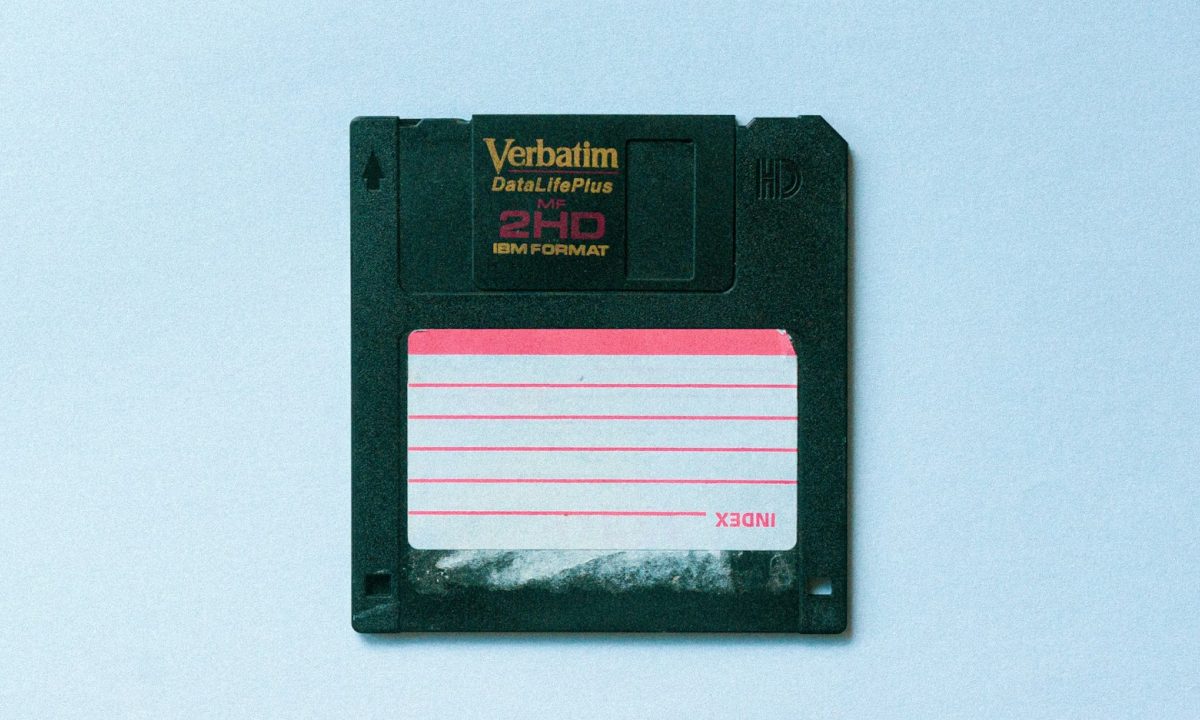 Verbatim
DataLifePlus
MF
2HD
IBM FORMAT
HD
INDEX